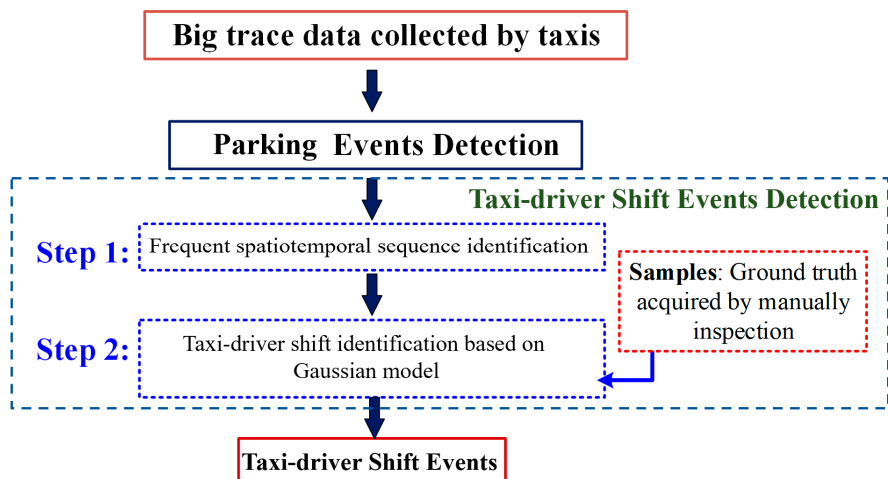 Big trace data collected by taxis
Parking Events Detection
Taxi-driver Shift Events Detection
Step 1:
Frequent spatiotemporal sequence identification
Samples: Ground truth
acquired by manually
inspection
Step 2:
Taxi-driver shift identification based on
Gaussian model
Taxi-driver Shift Events